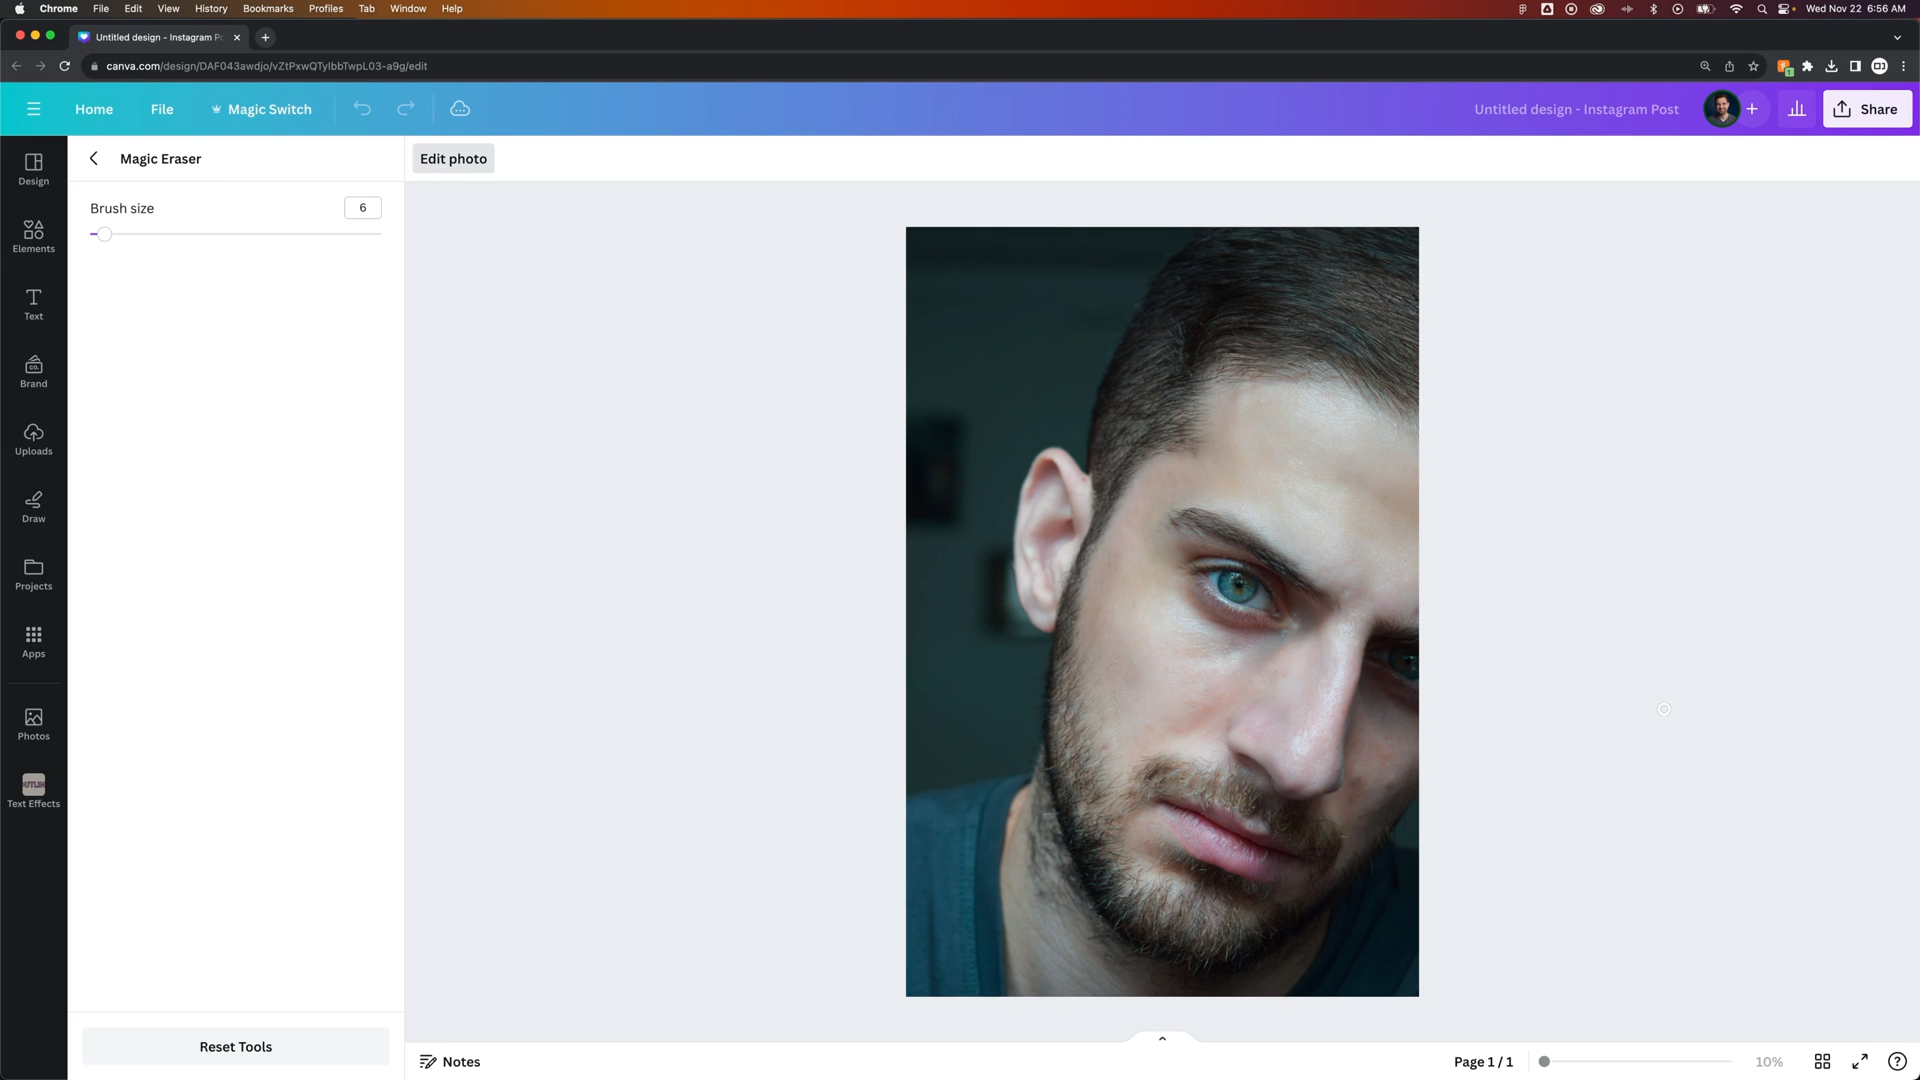 Chrome File Edit View History Bookmarks Profiles Tab Window Help Wed Nov 22 6:56 AM
Untitled design - Instagram Po
canva.com/design/DAF043awdjo/vZtPxwQTyIbbTwpL03-a9g/edit
Home File Magic Switch Untitled design - Instagram Post Share
Design
Elements
Text
CO.
Brand
Uploads
Draw
Projects
Apps
Photos
Text Effects
Magic Eraser
Brush size 6
Reset Tools
Edit photo
Notes Page 1 / 1 10%